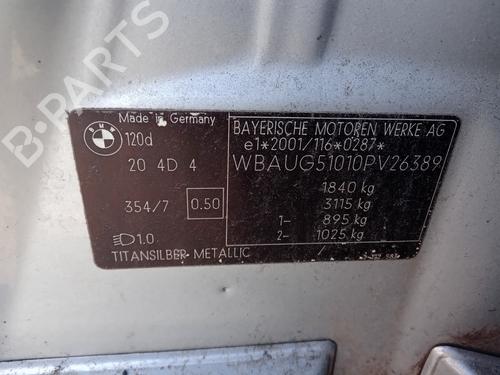 B-PARTS
Made in Germany
BMW
120d
20 4D 4
354/7 0.50
1.0
TITANSILBER METALLIC
BAYERISCHE MOTOREN WERKE AG
e1*2001/116*0287*
WBAUG51010PV26389
1840 kg
3115 kg
1- 895 kg
2- 1025 kg